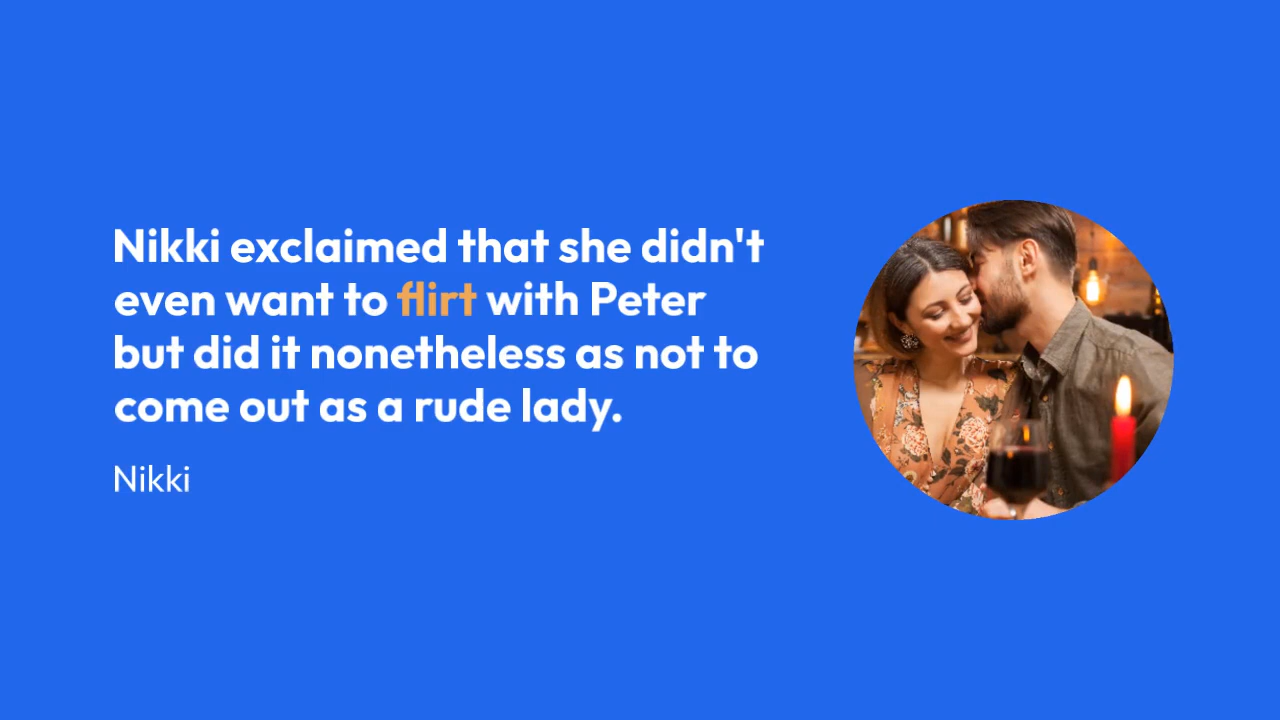 Nikki exclaimed that she didn't
even want to flirt with Peter
but did it nonetheless as not to
come out as a rude lady.
Nikki